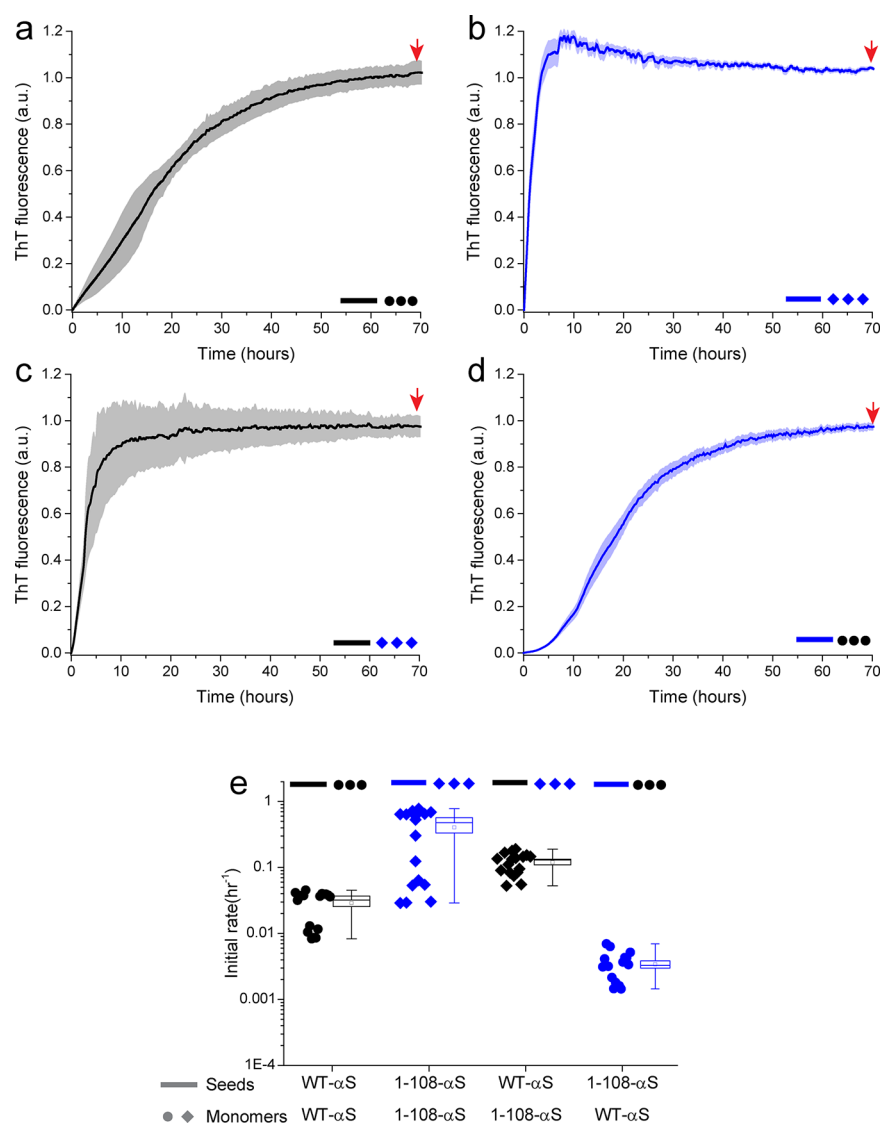 a
1.2
1.0
0.8
0.6
0.4
0.2
0.0
ThT fluorescence (a.u.)
0 10 20 30 40 50 60 70
Time (hours)
b
1.2
1.0
0.8
0.6
0.4
0.2
0.0
ThT fluorescence (a.u.)
0 10 20 30 40 50 60 70
Time (hours)
c
1.2
1.0
0.8
0.6
0.4
0.2
0.0
ThT fluorescence (a.u.)
0 10 20 30 40 50 60 70
Time (hours)
d
1.2
1.0
0.8
0.6
0.4
0.2
0.0
ThT fluorescence (a.u.)
0 10 20 30 40 50 60 70
Time (hours)
e
1
0.1
0.01
0.001
1E-4
Initial rate(hr⁻¹)
Seeds WT-αS 1-108-αS WT-αS 1-108-αS
Monomers WT-αS 1-108-αS 1-108-αS WT-αS